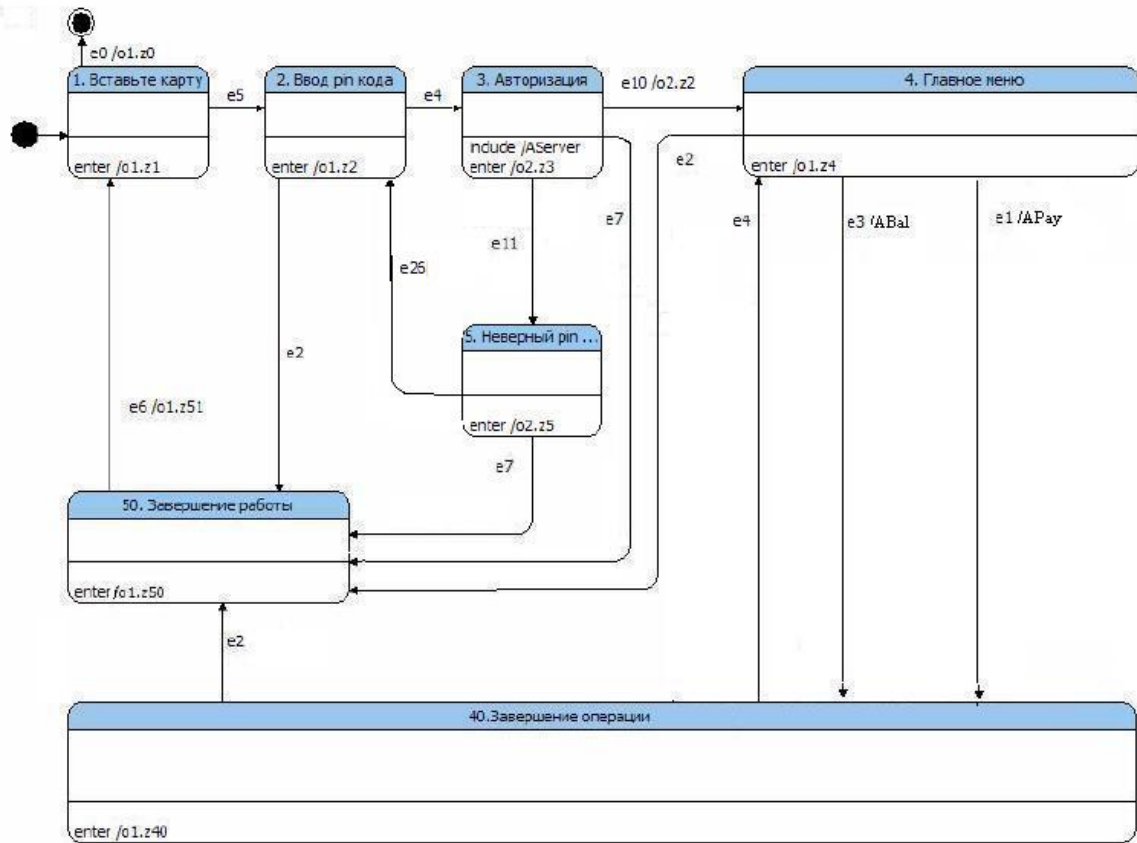 e0 /o1.z0
1. Вставьте карту
enter /o1.z1
e5
2. Ввод pin кода
enter /o1.z2
e4
3. Авторизация
include /AServer
enter /o2.z3
e10 /o2.z2
4. Главное меню
enter /o1.z4
e2
e7
e4
e3 /ABal
e1 /APay
e11
e26
5. Неверный pin ...
enter /o2.z5
e2
e6 /o1.z51
e7
50. Завершение работы
enter /o1.z50
e2
40.Завершение операции
enter /o1.z40